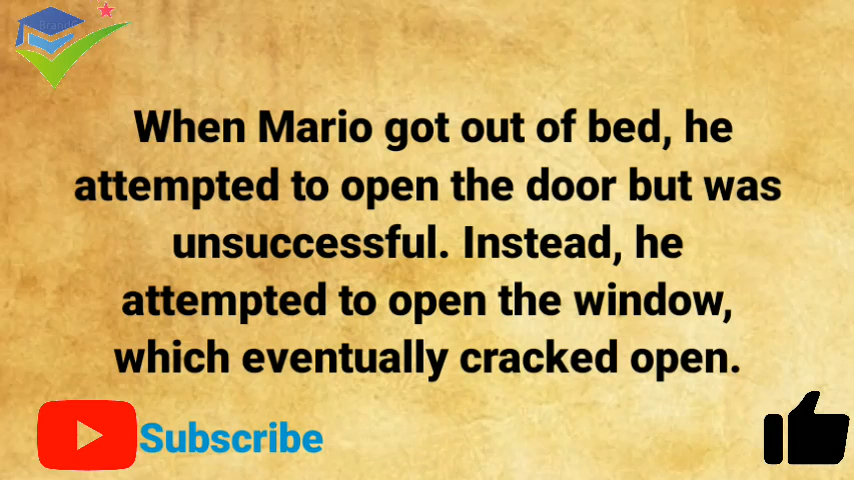 Brand
When Mario got out of bed, he
attempted to open the door but was
unsuccessful. Instead, he
attempted to open the window,
which eventually cracked open.
Subscribe